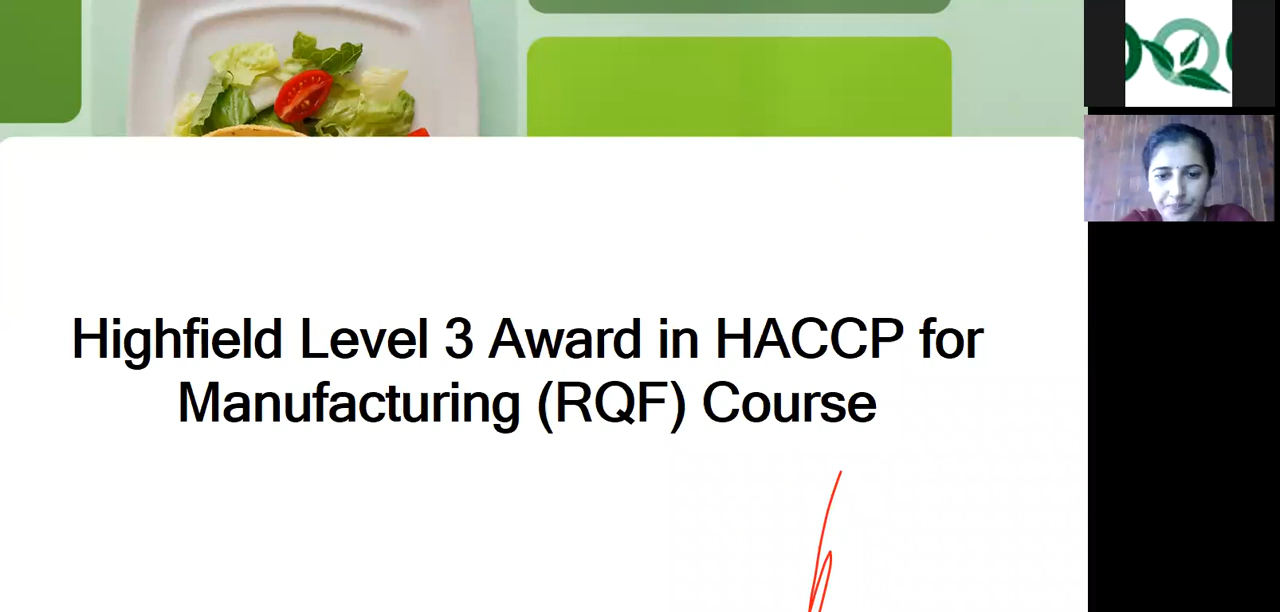 Highfield Level 3 Award in HACCP for
Manufacturing (RQF) Course